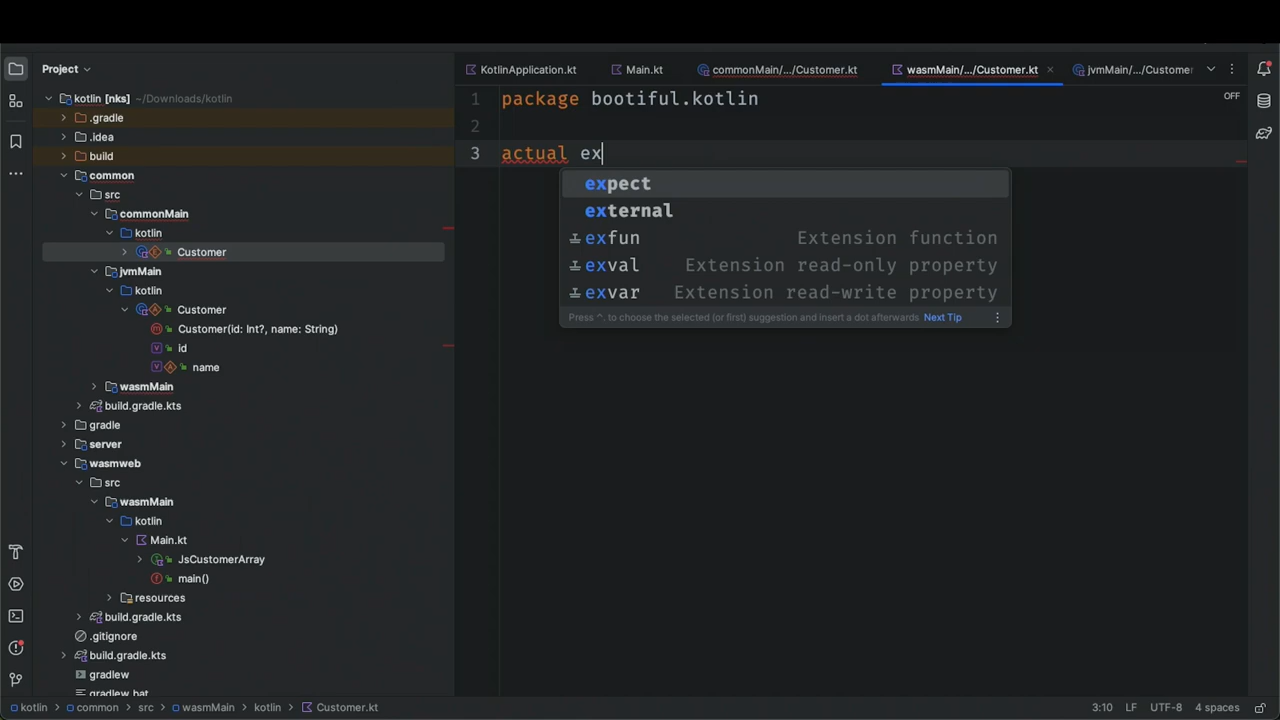 Project
kotlin [nks] ~/Downloads/kotlin
.gradle
.idea
build
common
src
commonMain
kotlin
Customer
jvmMain
kotlin
Customer
Customer(id: Int?, name: String)
id
name
wasmMain
build.gradle.kts
gradle
server
wasmweb
src
wasmMain
kotlin
Main.kt
JsCustomerArray
main()
resources
build.gradle.kts
.gitignore
build.gradle.kts
gradlew
gradlew.bat
KotlinApplication.kt Main.kt commonMain/.../Customer.kt wasmMain/.../Customer.kt jvmMain/.../Custome
OFF
1 package bootiful.kotlin
2
3 actual ex
expect
external
exfun Extension function
exval Extension read-only property
exvar Extension read-write property
Press ^. to choose the selected (or first) suggestion and insert a dot afterwards Next Tip
kotlin > common > src > wasmMain > kotlin > Customer.kt 3:10 LF UTF-8 4 spaces